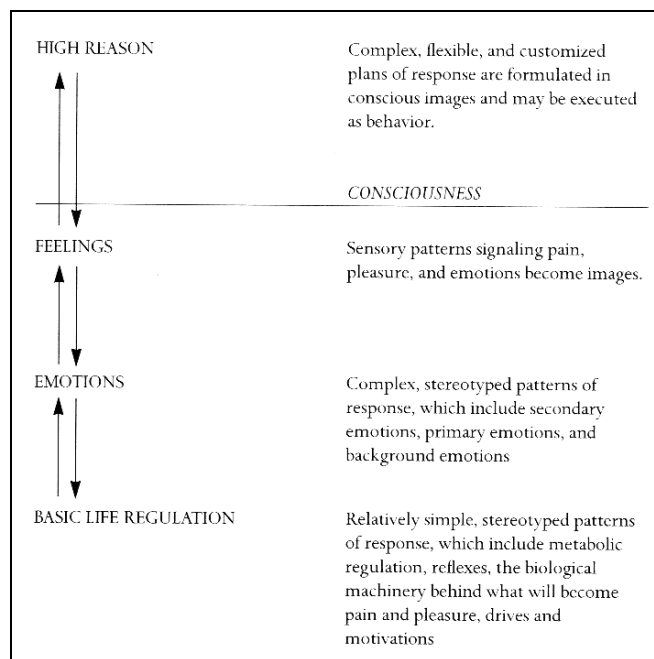 HIGH REASON
Complex, flexible, and customized
plans of response are formulated in
conscious images and may be executed
as behavior.
CONSCIOUSNESS
FEELINGS
Sensory patterns signaling pain,
pleasure, and emotions become images.
EMOTIONS
Complex, stereotyped patterns of
response, which include secondary
emotions, primary emotions, and
background emotions
BASIC LIFE REGULATION
Relatively simple, stereotyped patterns
of response, which include metabolic
regulation, reflexes, the biological
machinery behind what will become
pain and pleasure, drives and
motivations